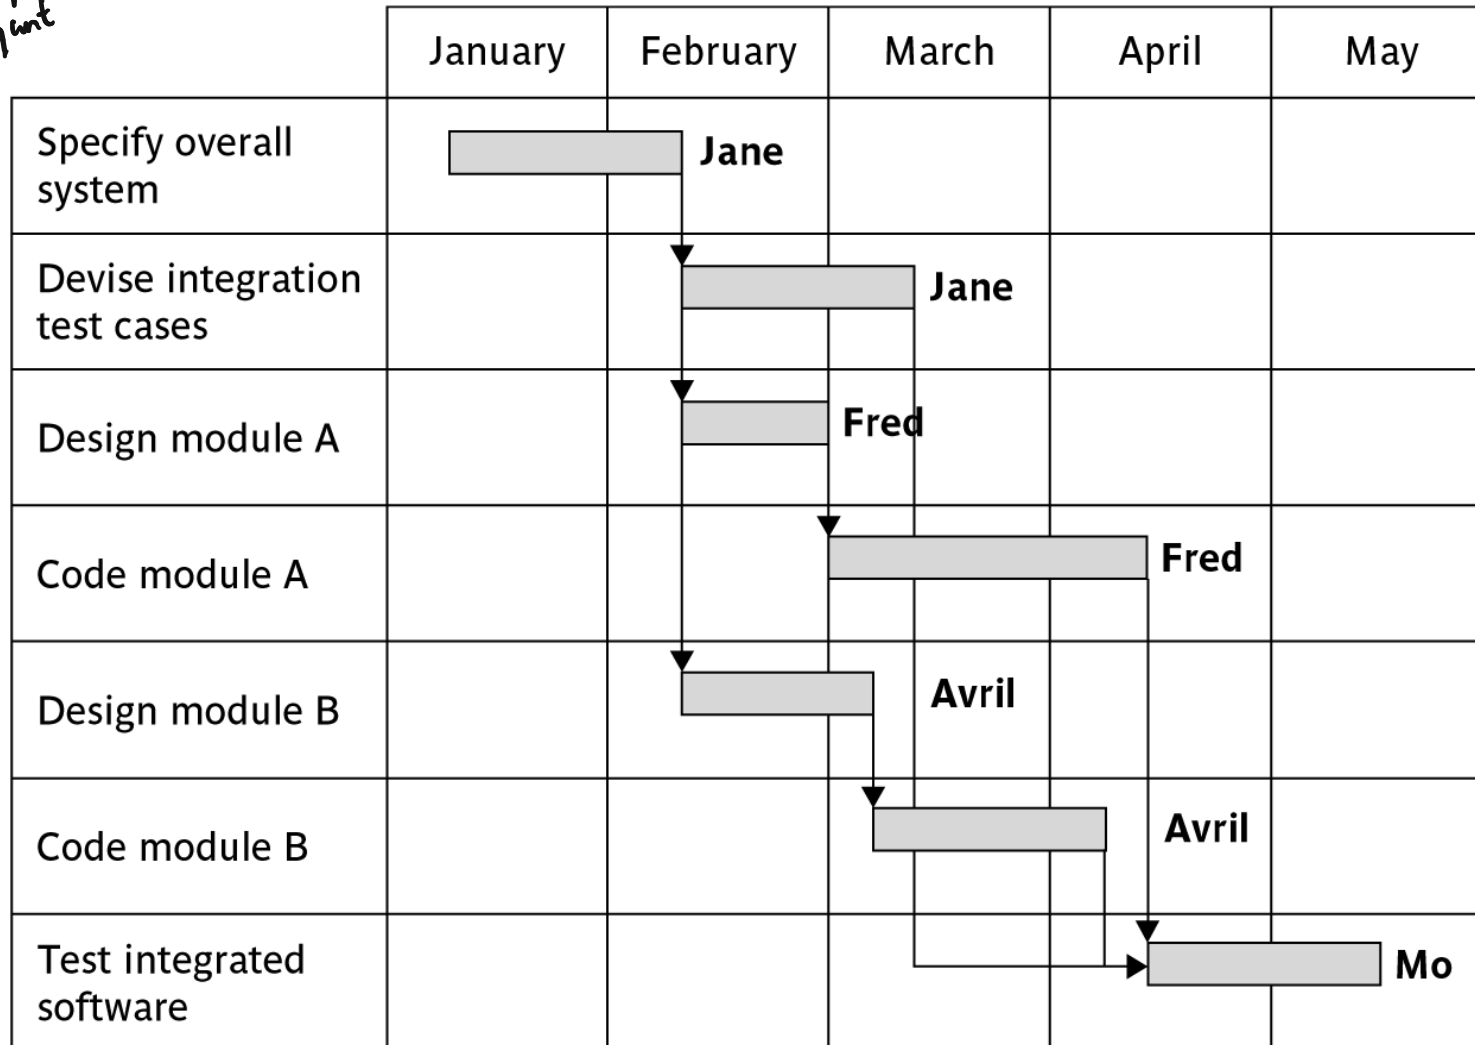 January February March April May
Specify overall
system
Jane
Devise integration
test cases
Jane
Design module A
Fred
Code module A
Fred
Design module B
Avril
Code module B
Avril
Test integrated
software
Mo